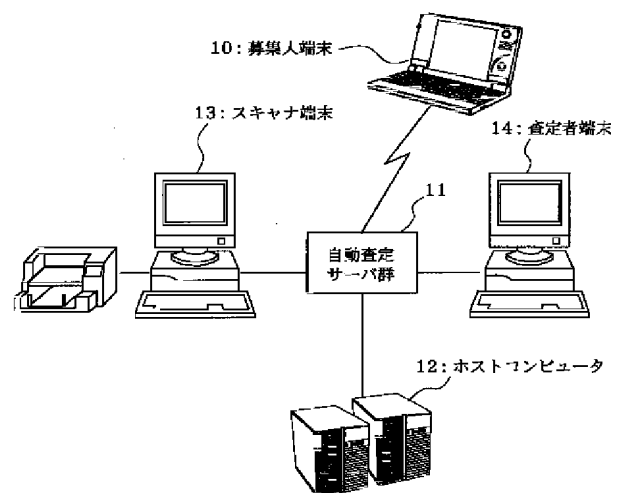 10:募集人端末
13:スキャナ端末
14:査定者端末
11
自動査定
サーバ群
12:ホストコンピュータ